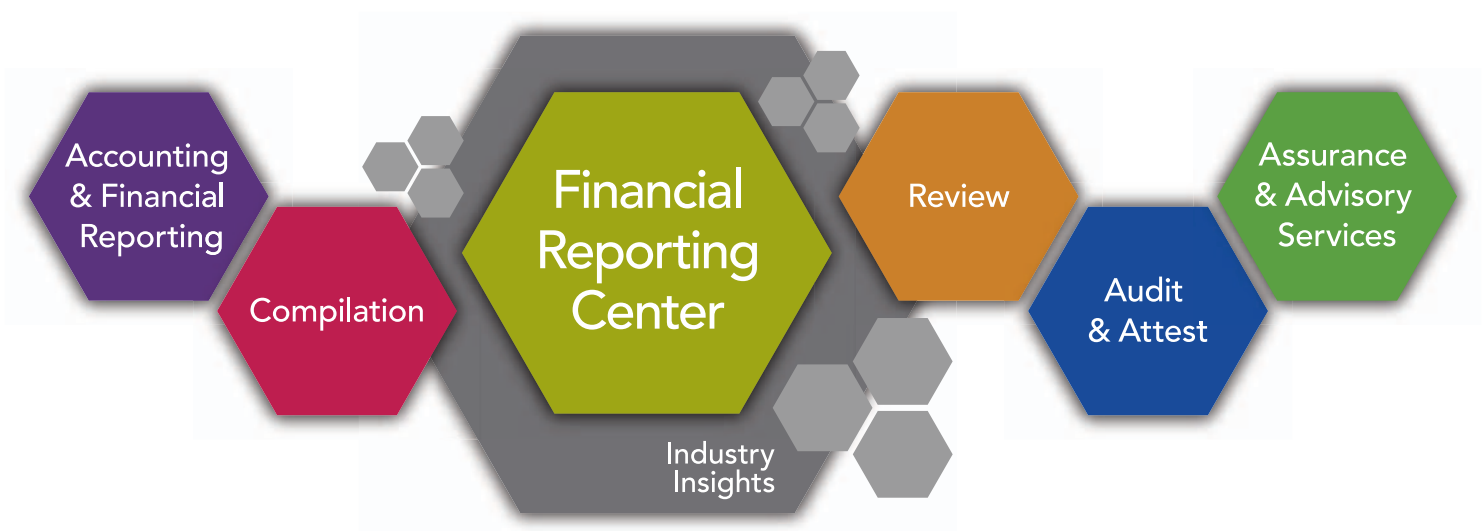 Accounting
& Financial
Reporting
Compilation
Financial
Reporting
Center
Industry
Insights
Review
Audit
& Attest
Assurance
& Advisory
Services